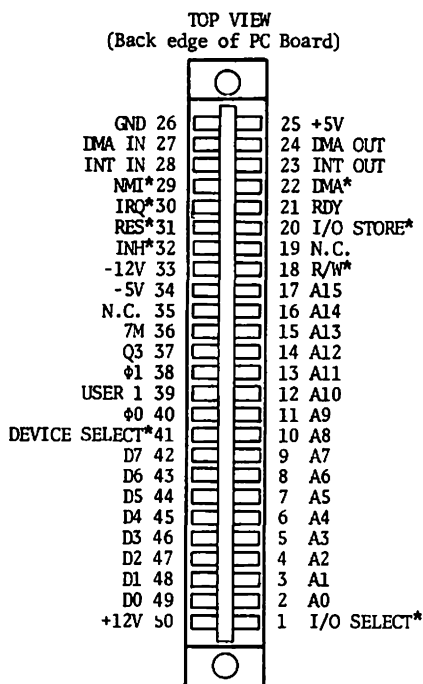 TOP VIEW
(Back edge of PC Board)
GND 26 25 +5V
DMA IN 27 24 DMA OUT
INT IN 28 23 INT OUT
NMI* 29 22 DMA*
IRQ* 30 21 RDY
RES* 31 20 I/O STORE*
INH* 32 19 N.C.
-12V 33 18 R/W*
-5V 34 17 A15
N.C. 35 16 A14
7M 36 15 A13
Q3 37 14 A12
Φ1 38 13 A11
USER 1 39 12 A10
Φ0 40 11 A9
DEVICE SELECT* 41 10 A8
D7 42 9 A7
D6 43 8 A6
D5 44 7 A5
D4 45 6 A4
D3 46 5 A3
D2 47 4 A2
D1 48 3 A1
D0 49 2 A0
+12V 50 1 I/O SELECT*